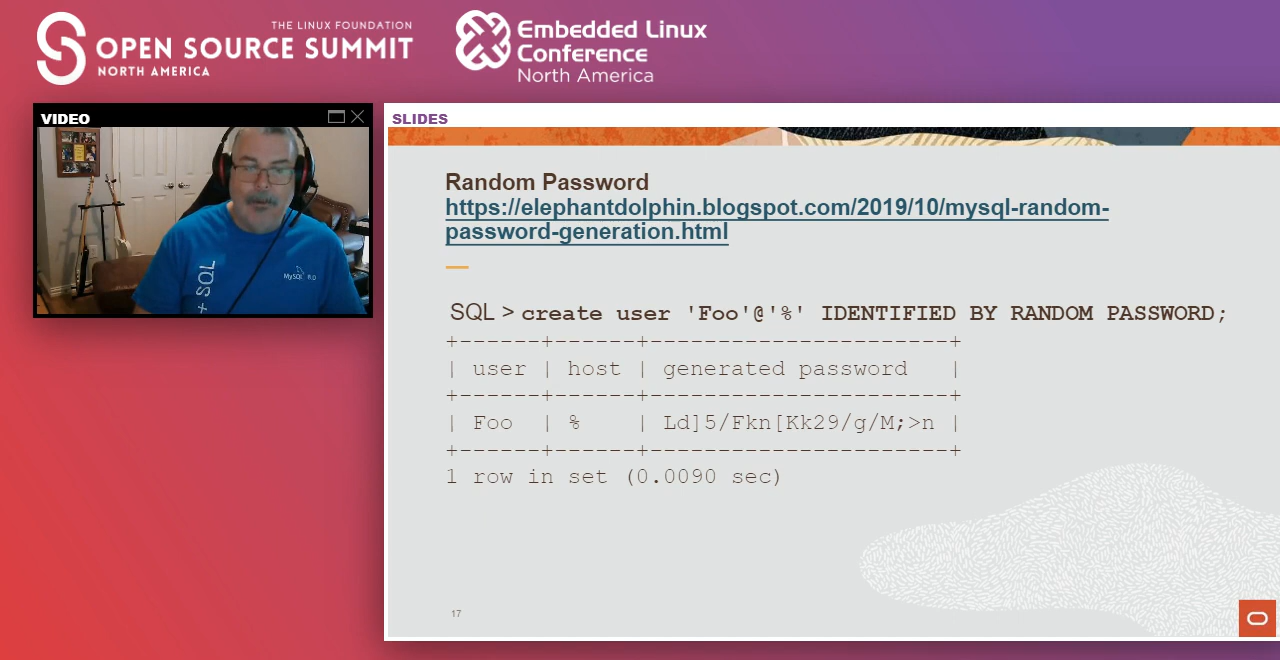 THE LINUX FOUNDATION
OPEN SOURCE SUMMIT
NORTH AMERICA
Embedded Linux
Conference
North America
VIDEO
SLIDES
Random Password
https://elephantdolphin.blogspot.com/2019/10/mysql-random-
password-generation.html
+ SQL
SQL > create user 'Foo'@'%' IDENTIFIED BY RANDOM PASSWORD;
+------+------+----------------------+
| user | host | generated password   |
+------+------+----------------------+
| Foo  | %    | Ld]5/Fkn[Kk29/g/M;>n |
+------+------+----------------------+
1 row in set (0.0090 sec)
17